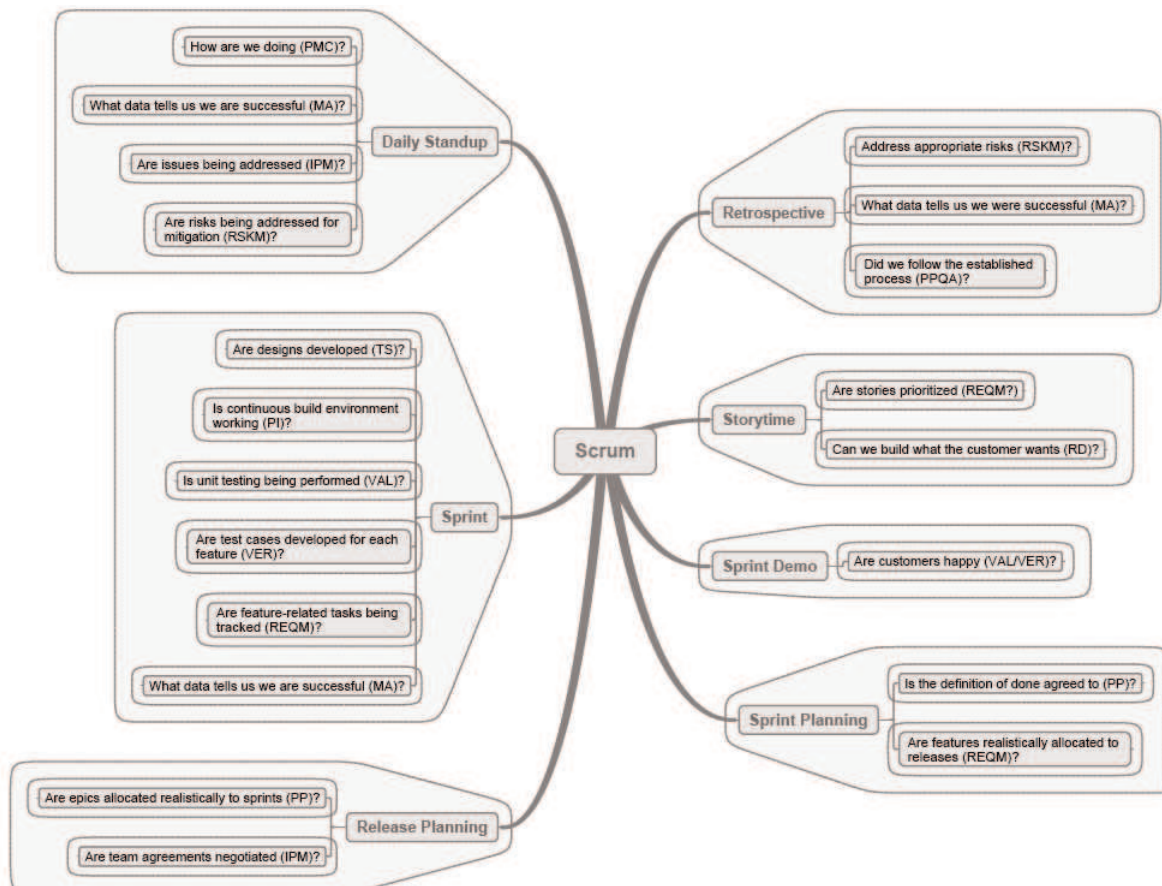 How are we doing (PMC)?
What data tells us we are successful (MA)?
Are issues being addressed (IPM)?
Are risks being addressed for
mitigation (RSKM)?
Daily Standup
Are designs developed (TS)?
Is continuous build environment
working (PI)?
Is unit testing being performed (VAL)?
Are test cases developed for each
feature (VER)?
Are feature-related tasks being
tracked (REQM)?
What data tells us we are successful (MA)?
Sprint
Are epics allocated realistically to sprints (PP)?
Are team agreements negotiated (IPM)?
Release Planning
Scrum
Retrospective
Address appropriate risks (RSKM)?
What data tells us we were successful (MA)?
Did we follow the established
process (PPQA)?
Storytime
Are stories prioritized (REQM?)
Can we build what the customer wants (RD)?
Sprint Demo
Are customers happy (VAL/VER)?
Sprint Planning
Is the definition of done agreed to (PP)?
Are features realistically allocated to
releases (REQM)?